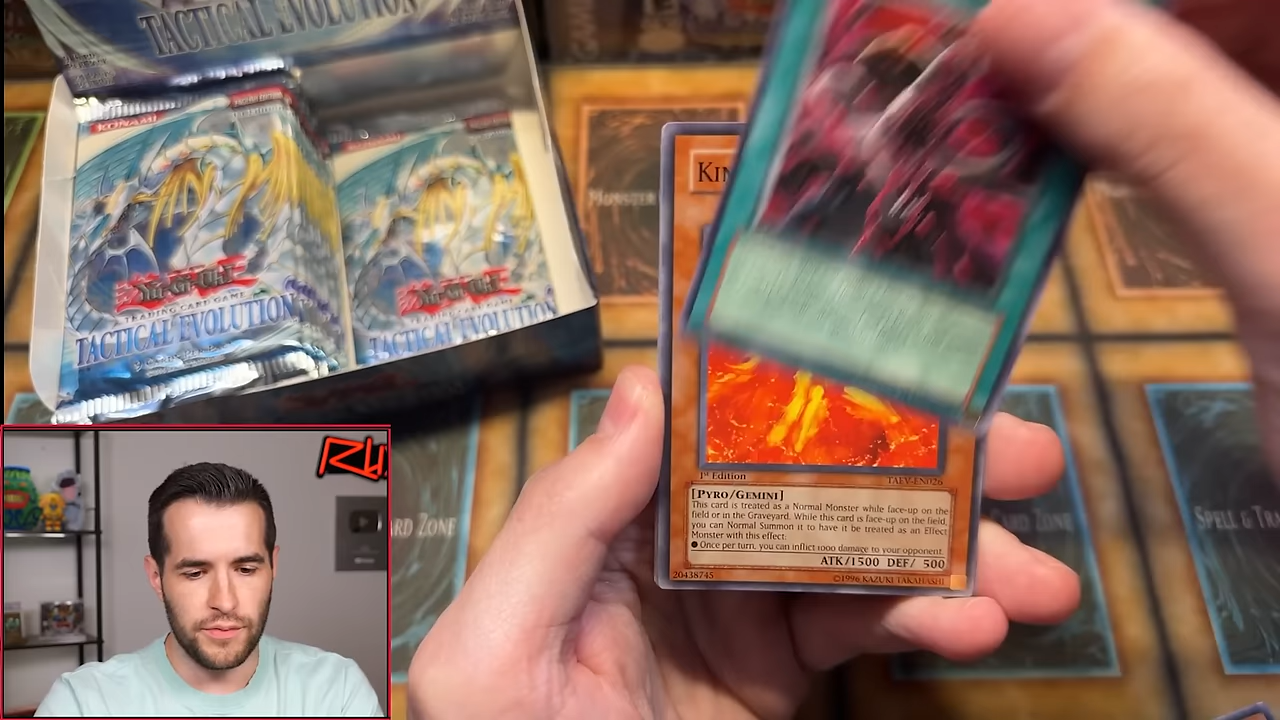 TACTICAL EVOLUTION
KONAMI
Yu-Gi-Oh!
TRADING CARD GAME
TACTICAL EVOLUTION
Yu-Gi-Oh!
TACTICAL EVOLUTION
MONSTER
KIN
1st Edition
TAEV-EN026
[PYRO/GEMINI]
This card is treated as a Normal Monster while face-up on the
field or in the Graveyard. While this card is face-up on the field,
you can Normal Summon it to have it be treated as an Effect
Monster with this effect:
● Once per turn, you can inflict 1000 damage to your opponent.
ATK/1500 DEF/ 500
20438745
©1996 KAZUKI TAKAHASHI
ARD ZONE
CARD ZONE
SPELL & TRA